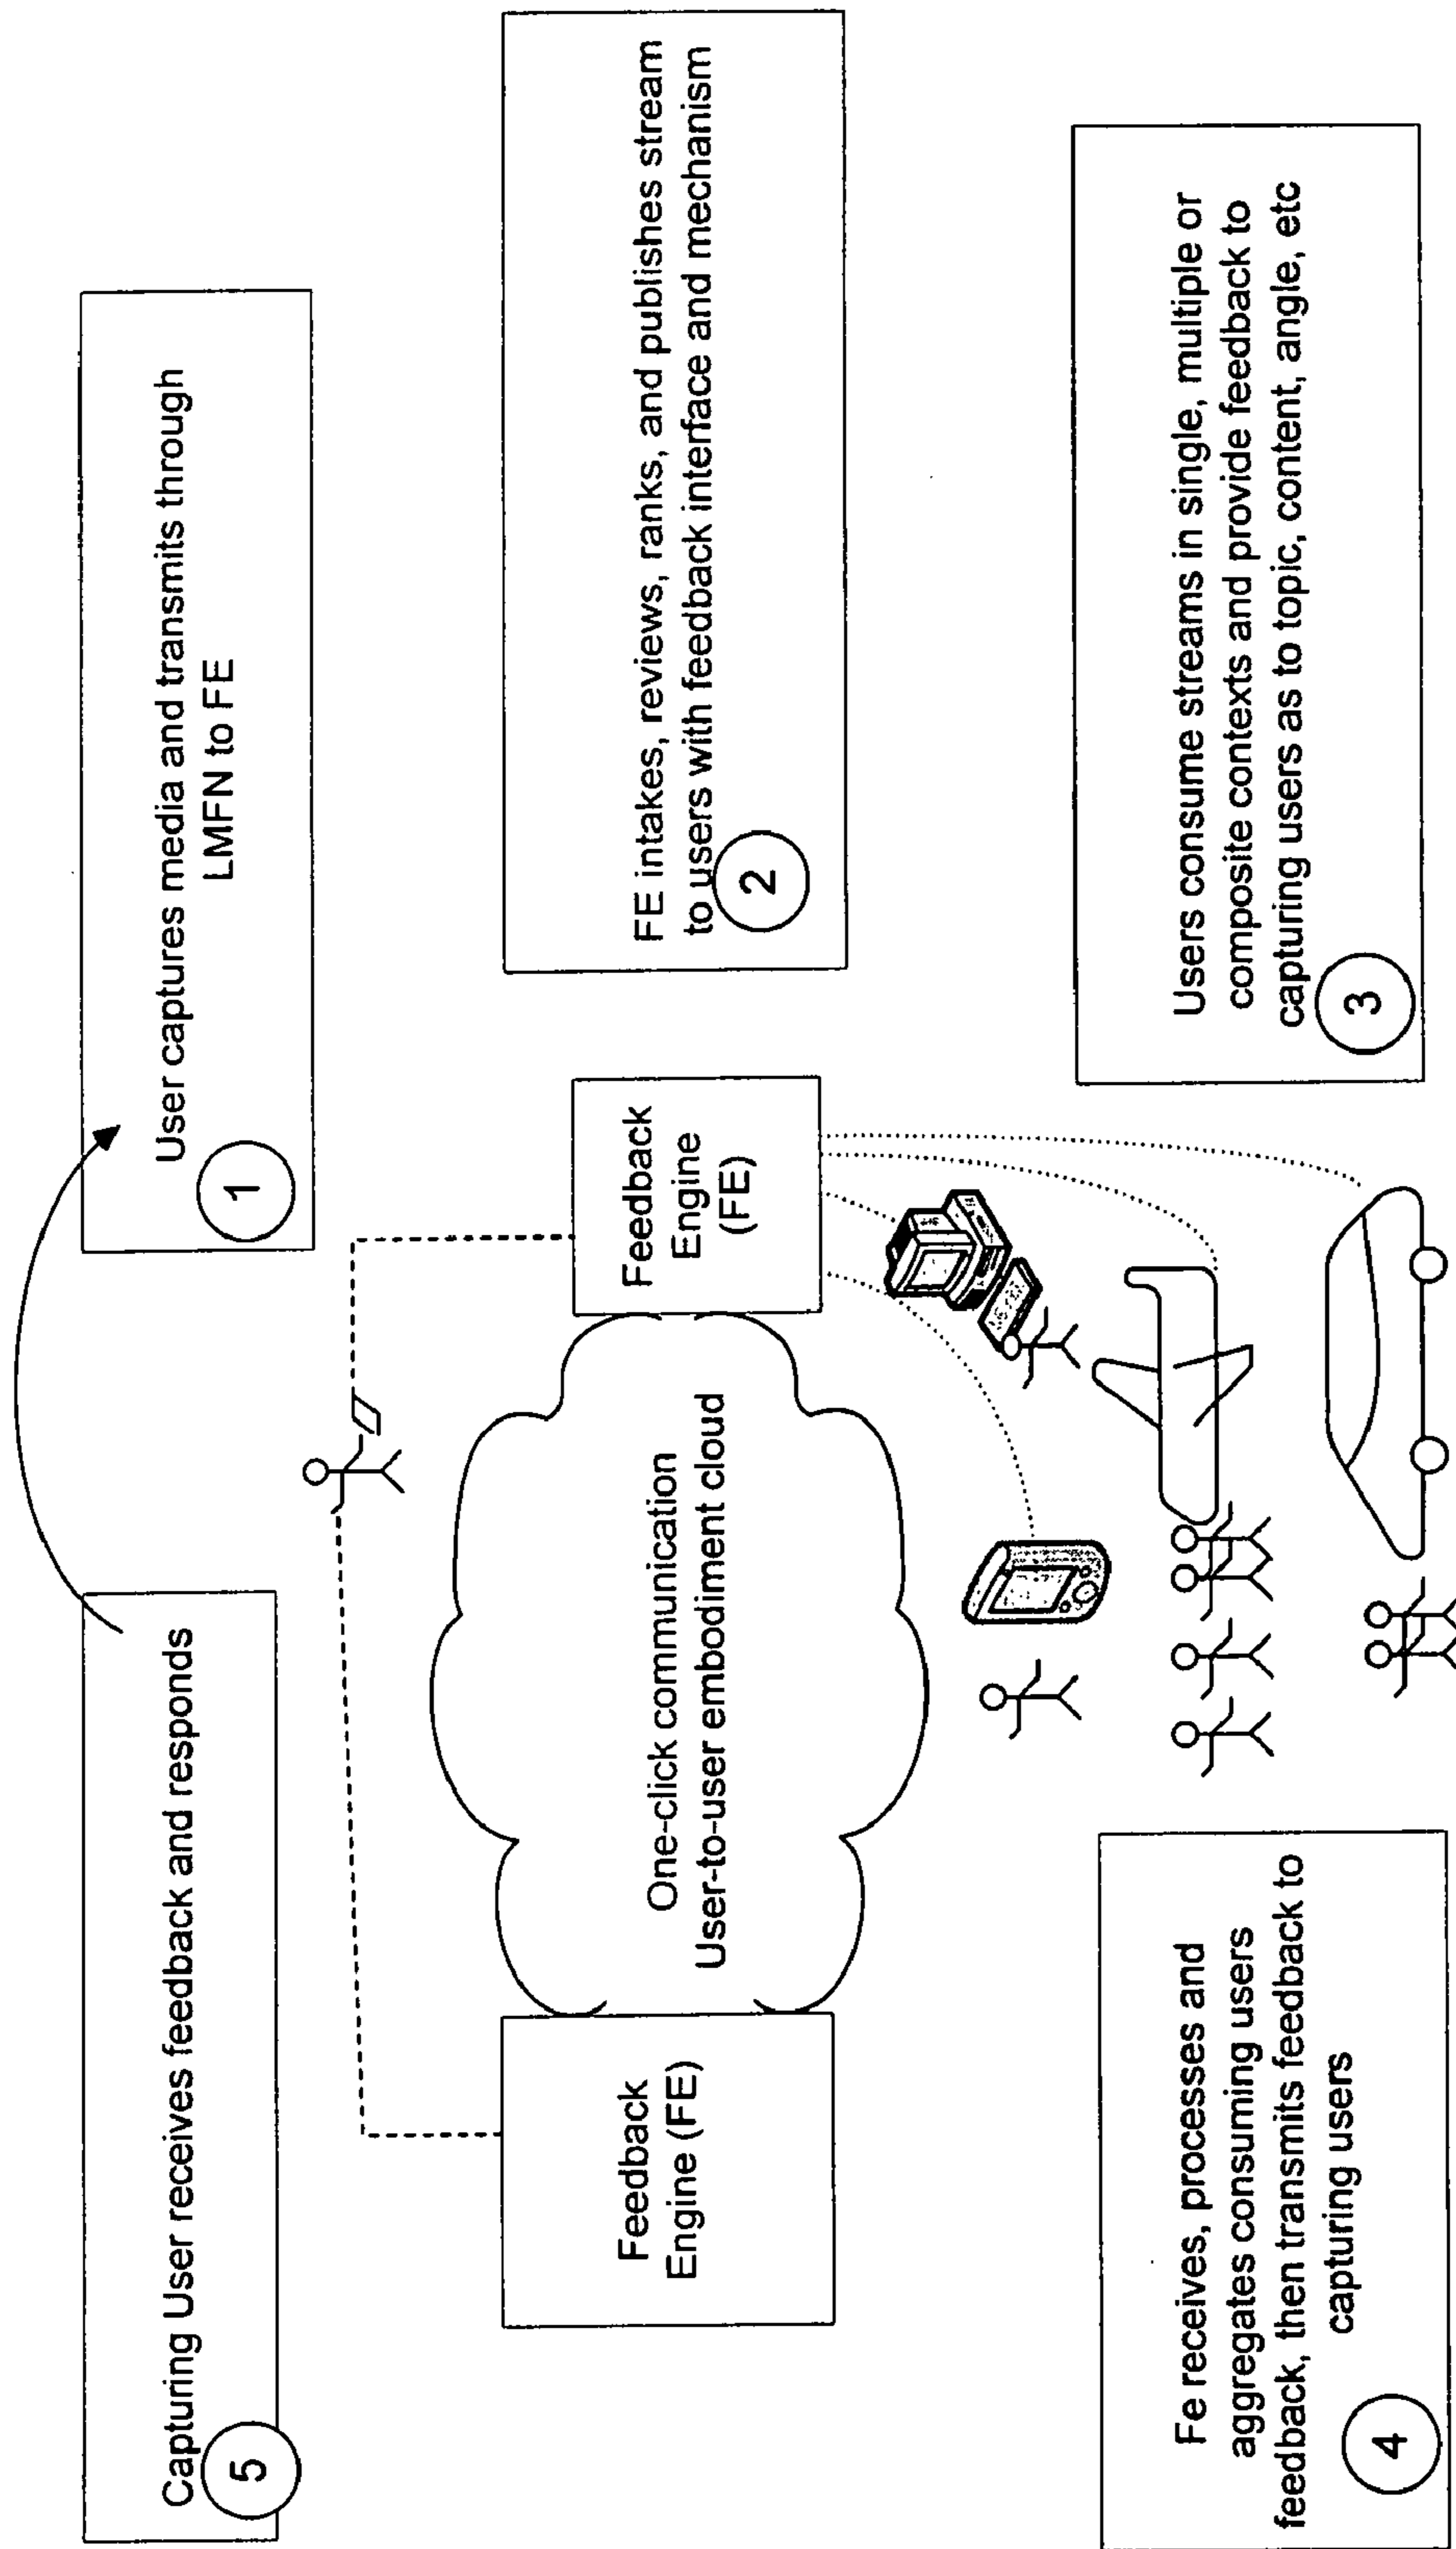 Capturing User receives feedback and responds
5
User captures media and transmits through
LMFN to FE
1
Feedback
Engine (FE)
One-click communication
User-to-user embodiment cloud
Feedback
Engine
(FE)
FE intakes, reviews, ranks, and publishes stream
to users with feedback interface and mechanism
2
Fe receives, processes and
aggregates consuming users
feedback, then transmits feedback to
capturing users
4
Users consume streams in single, multiple or
composite contexts and provide feedback to
capturing users as to topic, content, angle, etc
3